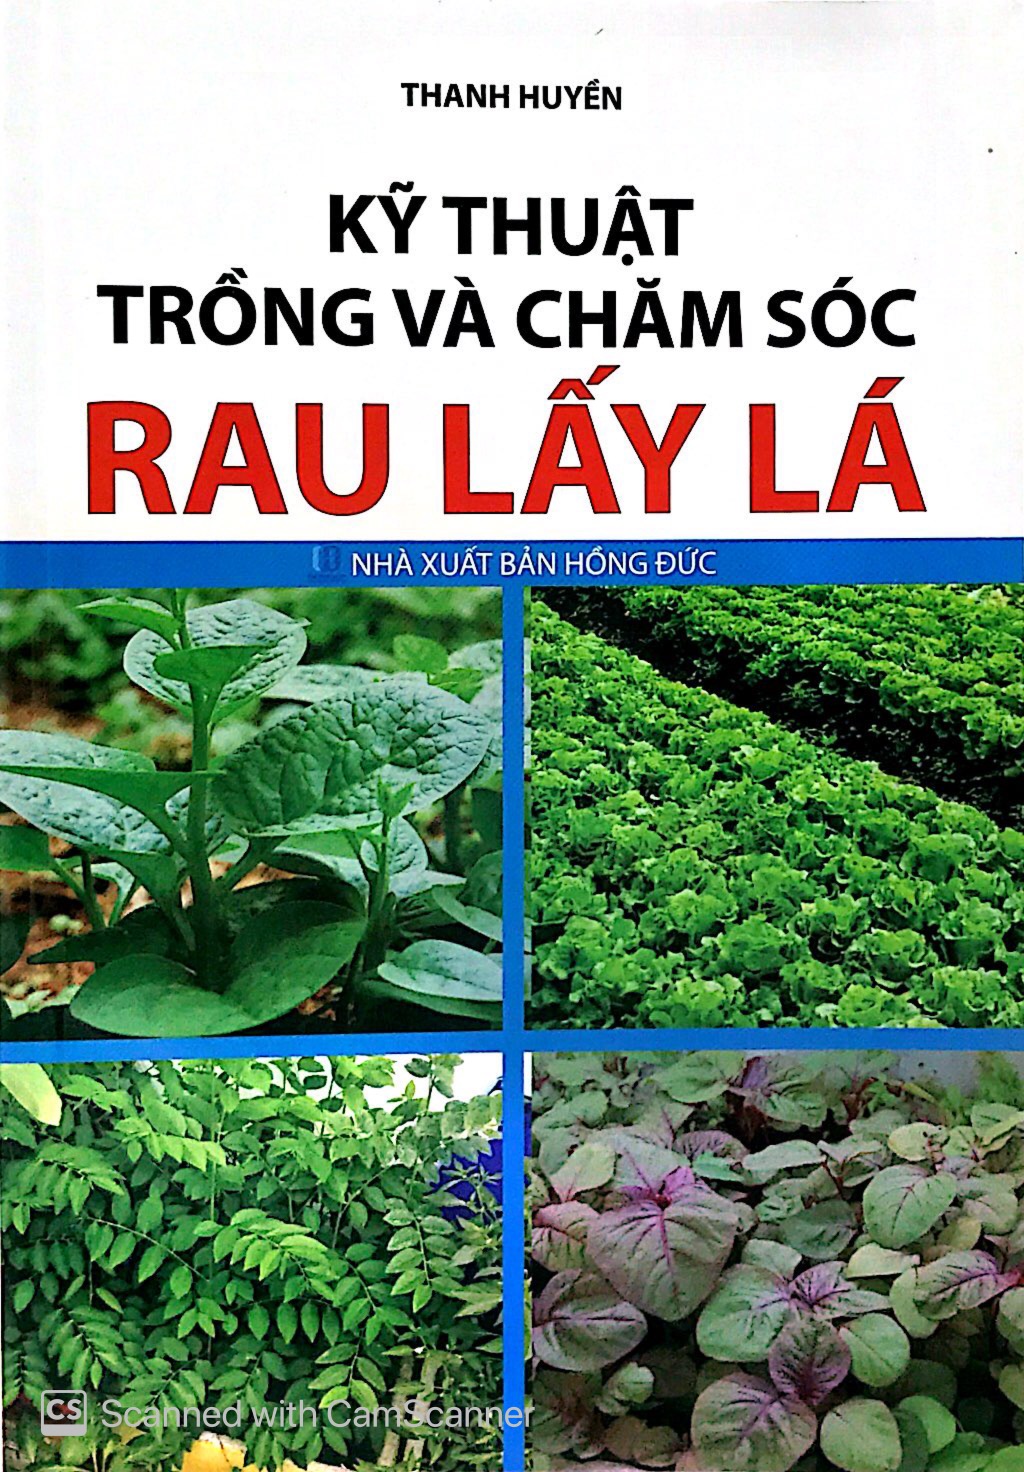 THANH HUYỀN
KỸ THUẬT
TRỒNG VÀ CHĂM SÓC
RAU LẤY LÁ
NHÀ XUẤT BẢN HỒNG ĐỨC
CS Scanned with CamScanner